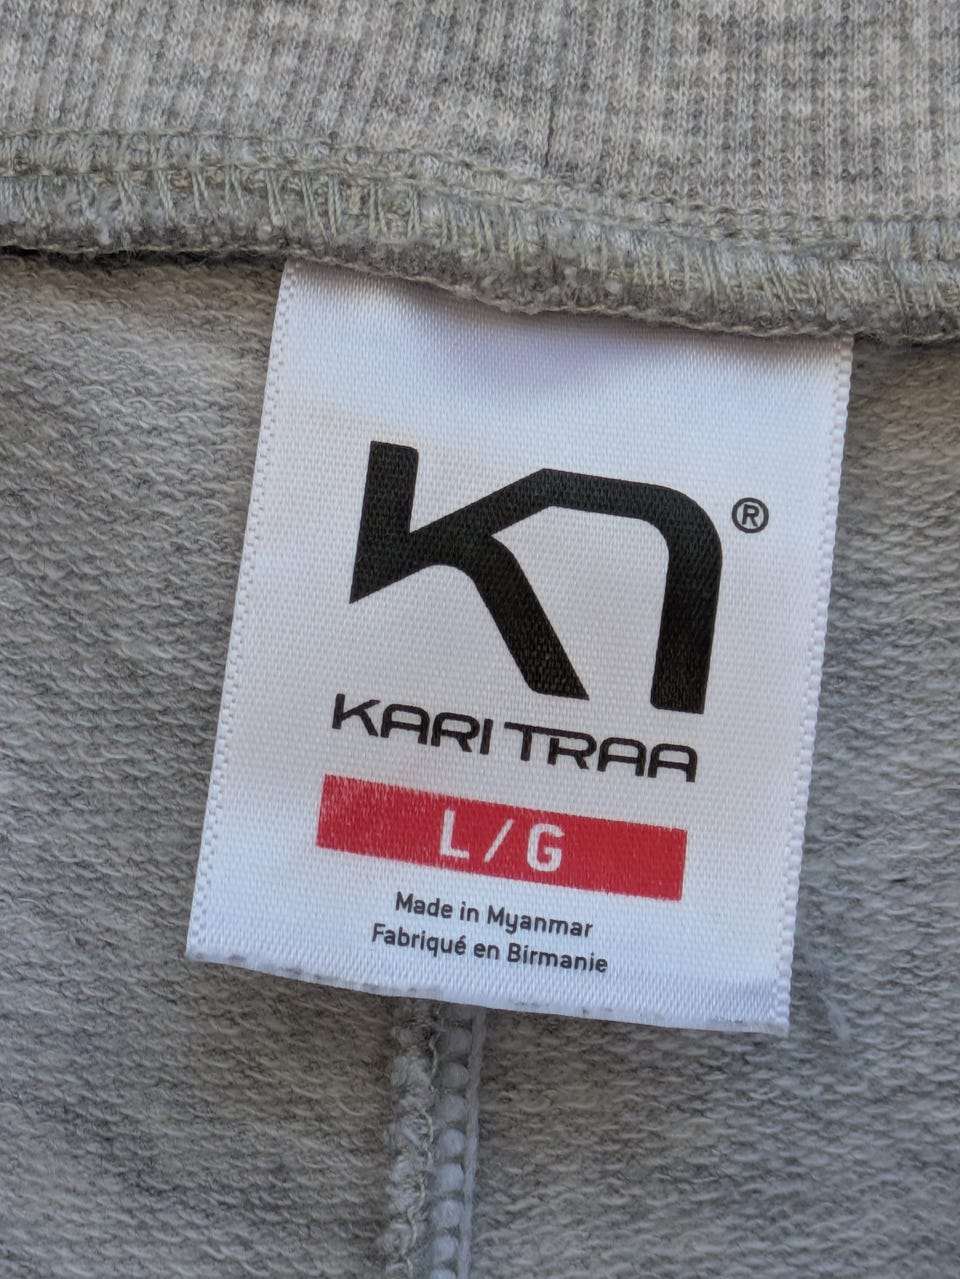 ®
KARI TRAA
L/G
Made in Myanmar
Fabriqué en Birmanie